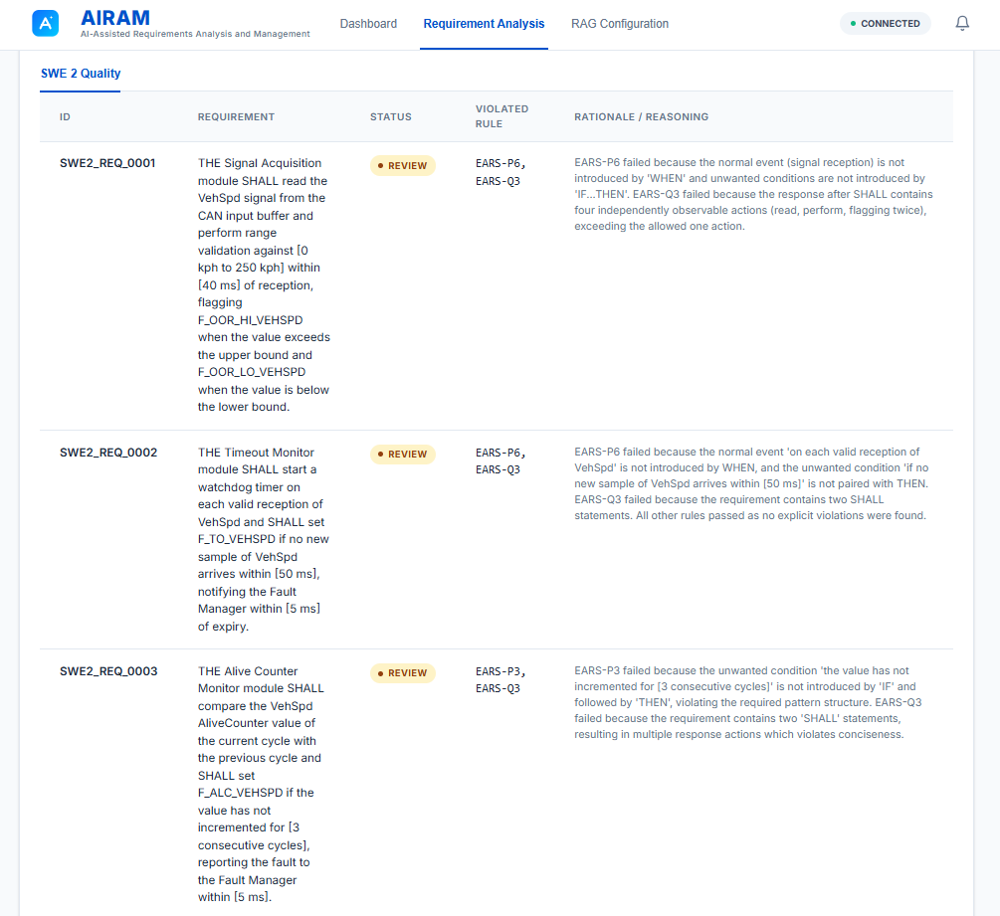 AIRAM
AI-Assisted Requirements Analysis and Management
Dashboard
Requirement Analysis
RAG Configuration
CONNECTED
SWE 2 Quality
ID
REQUIREMENT
STATUS
VIOLATED
RULE
RATIONALE / REASONING
SWE2_REQ_0001
THE Signal Acquisition
module SHALL read the
VehSpd signal from the
CAN input buffer and
perform range
validation against [0
kph to 250 kph] within
[40 ms] of reception,
flagging
F_OOR_HI_VEHSPD
when the value exceeds
the upper bound and
F_OOR_LO_VEHSPD
when the value is below
the lower bound.
REVIEW
EARS-P6,
EARS-Q3
EARS-P6 failed because the normal event (signal reception) is not
introduced by 'WHEN' and unwanted conditions are not introduced by
'IF...THEN'. EARS-Q3 failed because the response after SHALL contains
four independently observable actions (read, perform, flagging twice),
exceeding the allowed one action.
SWE2_REQ_0002
THE Timeout Monitor
module SHALL start a
watchdog timer on
each valid reception of
VehSpd and SHALL set
F_TO_VEHSPD if no new
sample of VehSpd
arrives within [50 ms],
notifying the Fault
Manager within [5 ms]
of expiry.
REVIEW
EARS-P6,
EARS-Q3
EARS-P6 failed because the normal event 'on each valid reception of
VehSpd' is not introduced by WHEN, and the unwanted condition 'if no
new sample of VehSpd arrives within [50 ms]' is not paired with THEN.
EARS-Q3 failed because the requirement contains two SHALL
statements. All other rules passed as no explicit violations were found.
SWE2_REQ_0003
THE Alive Counter
Monitor module SHALL
compare the VehSpd
AliveCounter value of
the current cycle with
the previous cycle and
SHALL set
F_ALC_VEHSPD if the
value has not
incremented for [3
consecutive cycles],
reporting the fault to
the Fault Manager
within [5 ms].
REVIEW
EARS-P3,
EARS-Q3
EARS-P3 failed because the unwanted condition 'the value has not
incremented for [3 consecutive cycles]' is not introduced by 'IF' and
followed by 'THEN', violating the required pattern structure. EARS-Q3
failed because the requirement contains two 'SHALL' statements,
resulting in multiple response actions which violates conciseness.